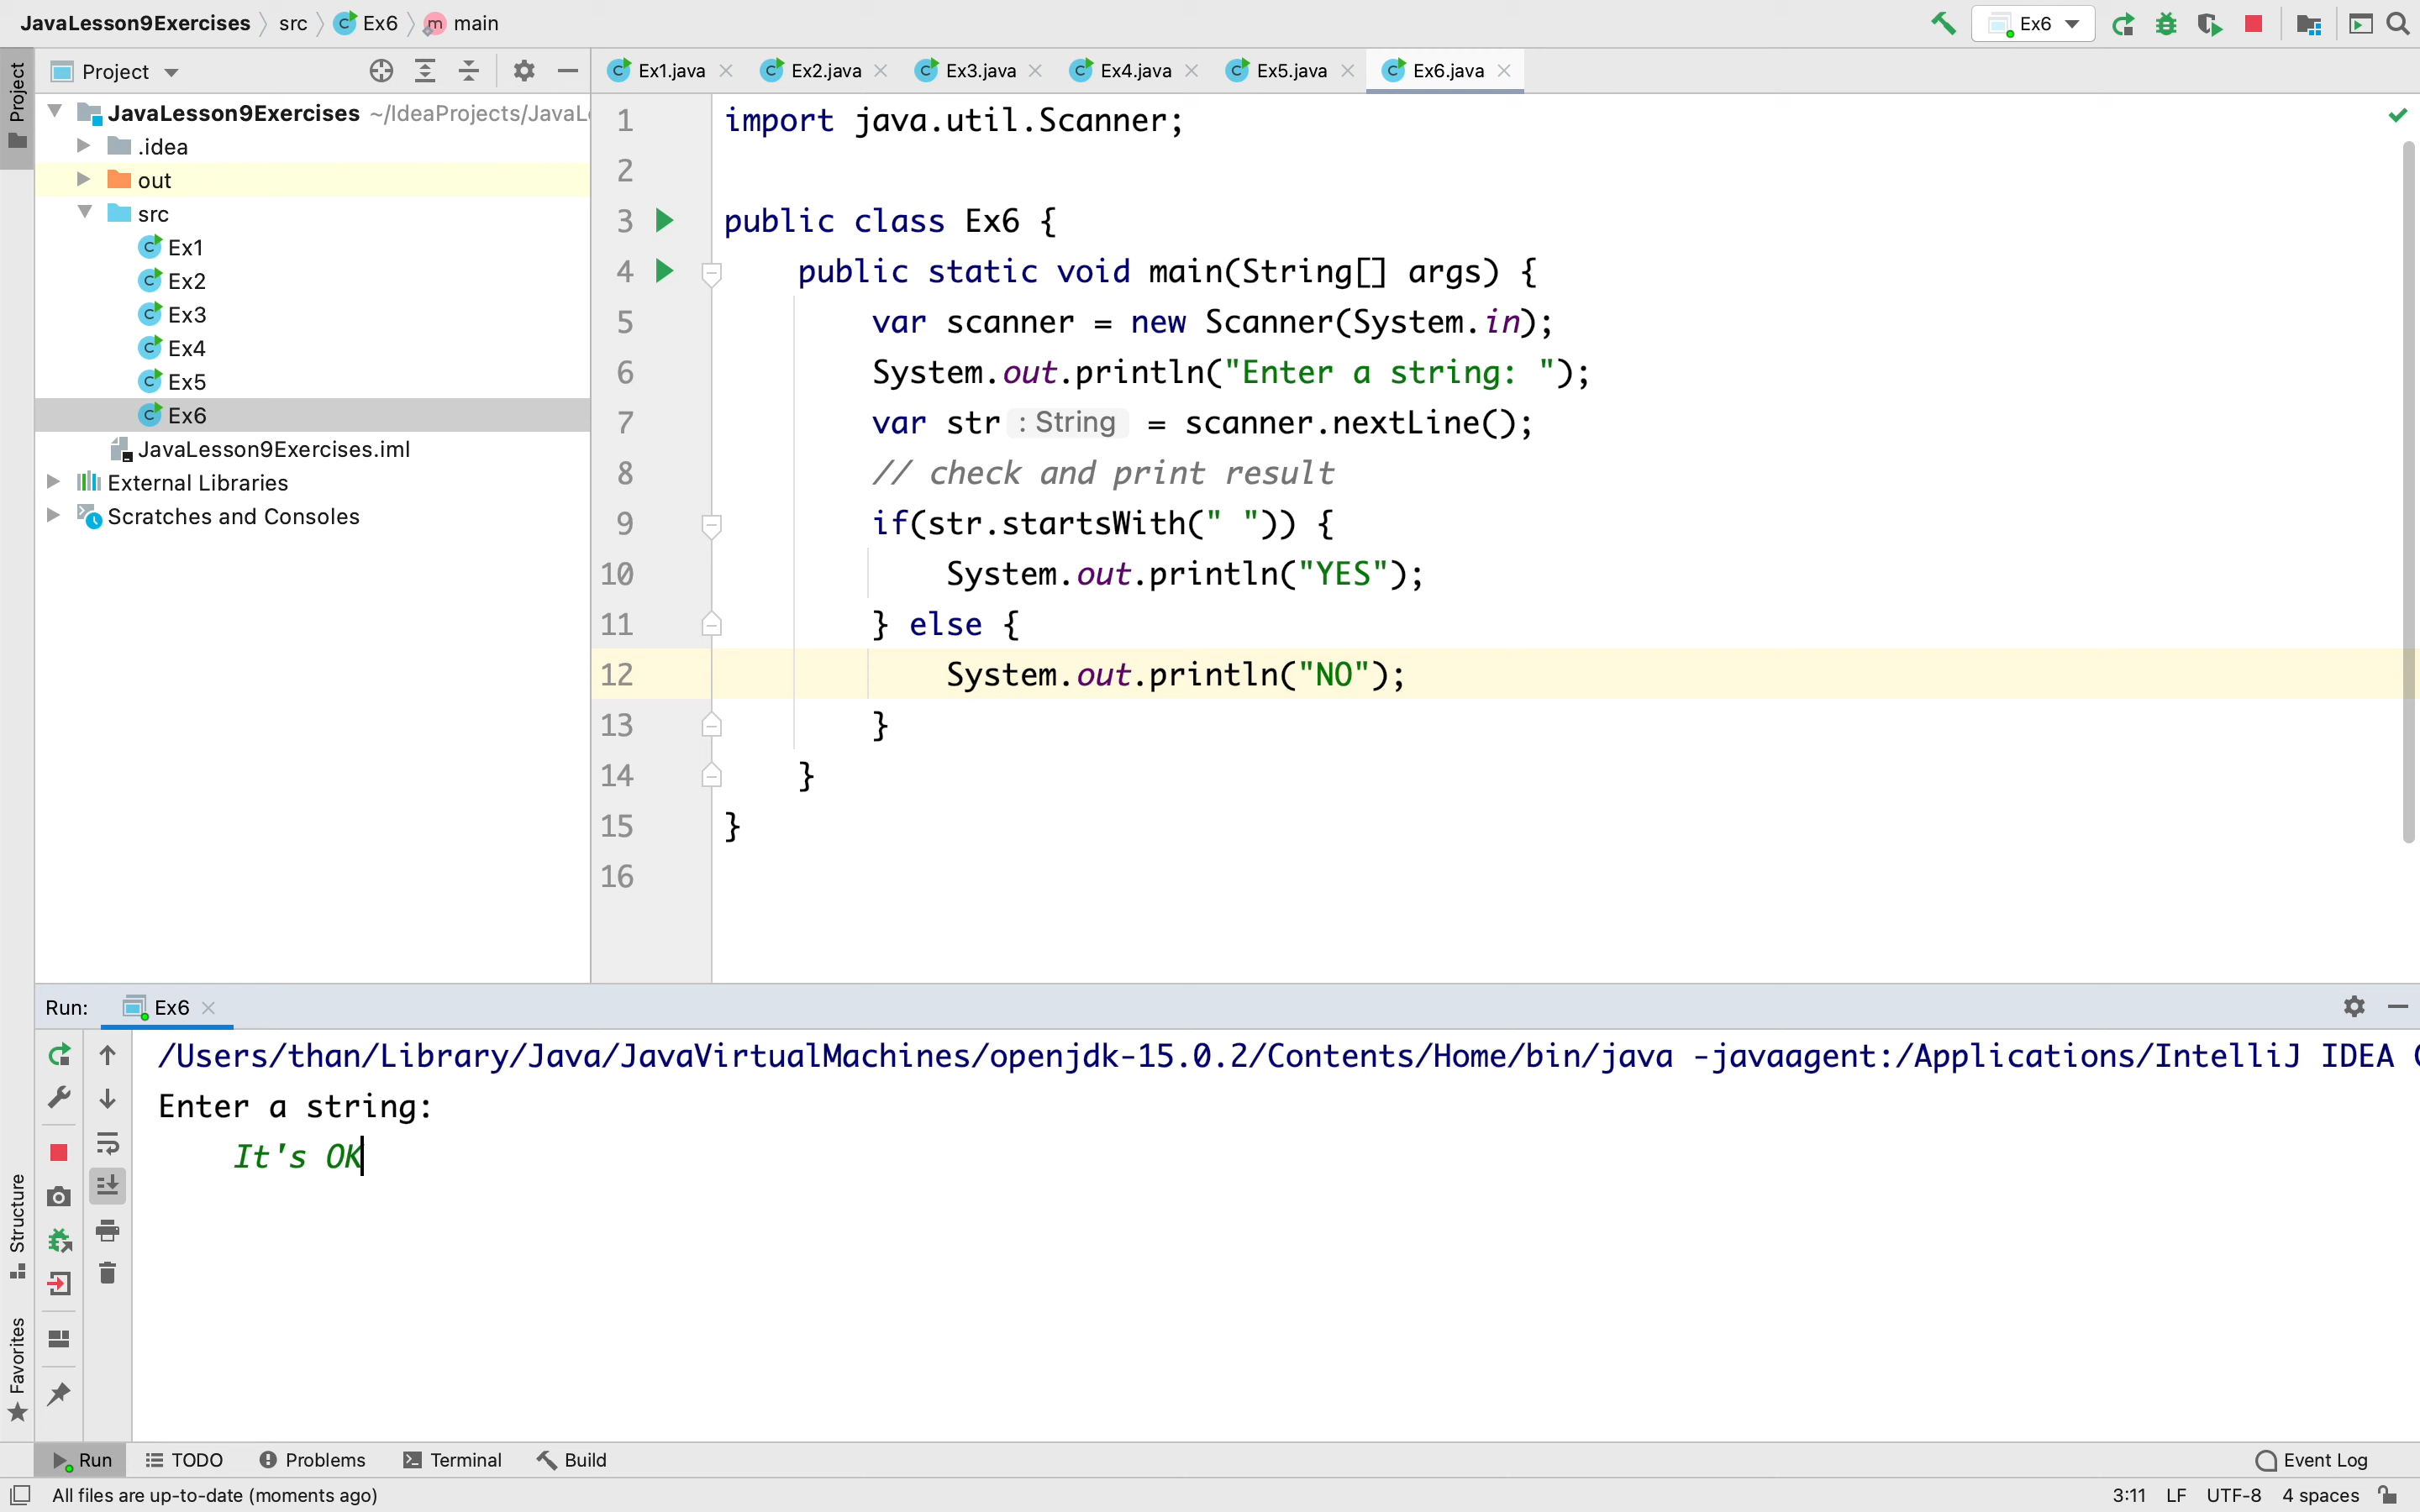 JavaLesson9Exercises src Ex6 main
Ex6
Project
Project
Ex1.java Ex2.java Ex3.java Ex4.java Ex5.java Ex6.java
JavaLesson9Exercises ~/IdeaProjects/JavaL
.idea
out
src
Ex1
Ex2
Ex3
Ex4
Ex5
Ex6
JavaLesson9Exercises.iml
External Libraries
Scratches and Consoles
1 import java.util.Scanner;
2
3 public class Ex6 {
4 public static void main(String[] args) {
5 var scanner = new Scanner(System.in);
6 System.out.println("Enter a string: ");
7 var str : String = scanner.nextLine();
8 // check and print result
9 if(str.startsWith(" ")) {
10 System.out.println("YES");
11 } else {
12 System.out.println("NO");
13 }
14 }
15 }
16
Run: Ex6
/Users/than/Library/Java/JavaVirtualMachines/openjdk-15.0.2/Contents/Home/bin/java -javaagent:/Applications/IntelliJ IDEA
Enter a string:
It's OK
Structure
Favorites
Run TODO Problems Terminal Build Event Log
All files are up-to-date (moments ago) 3:11 LF UTF-8 4 spaces